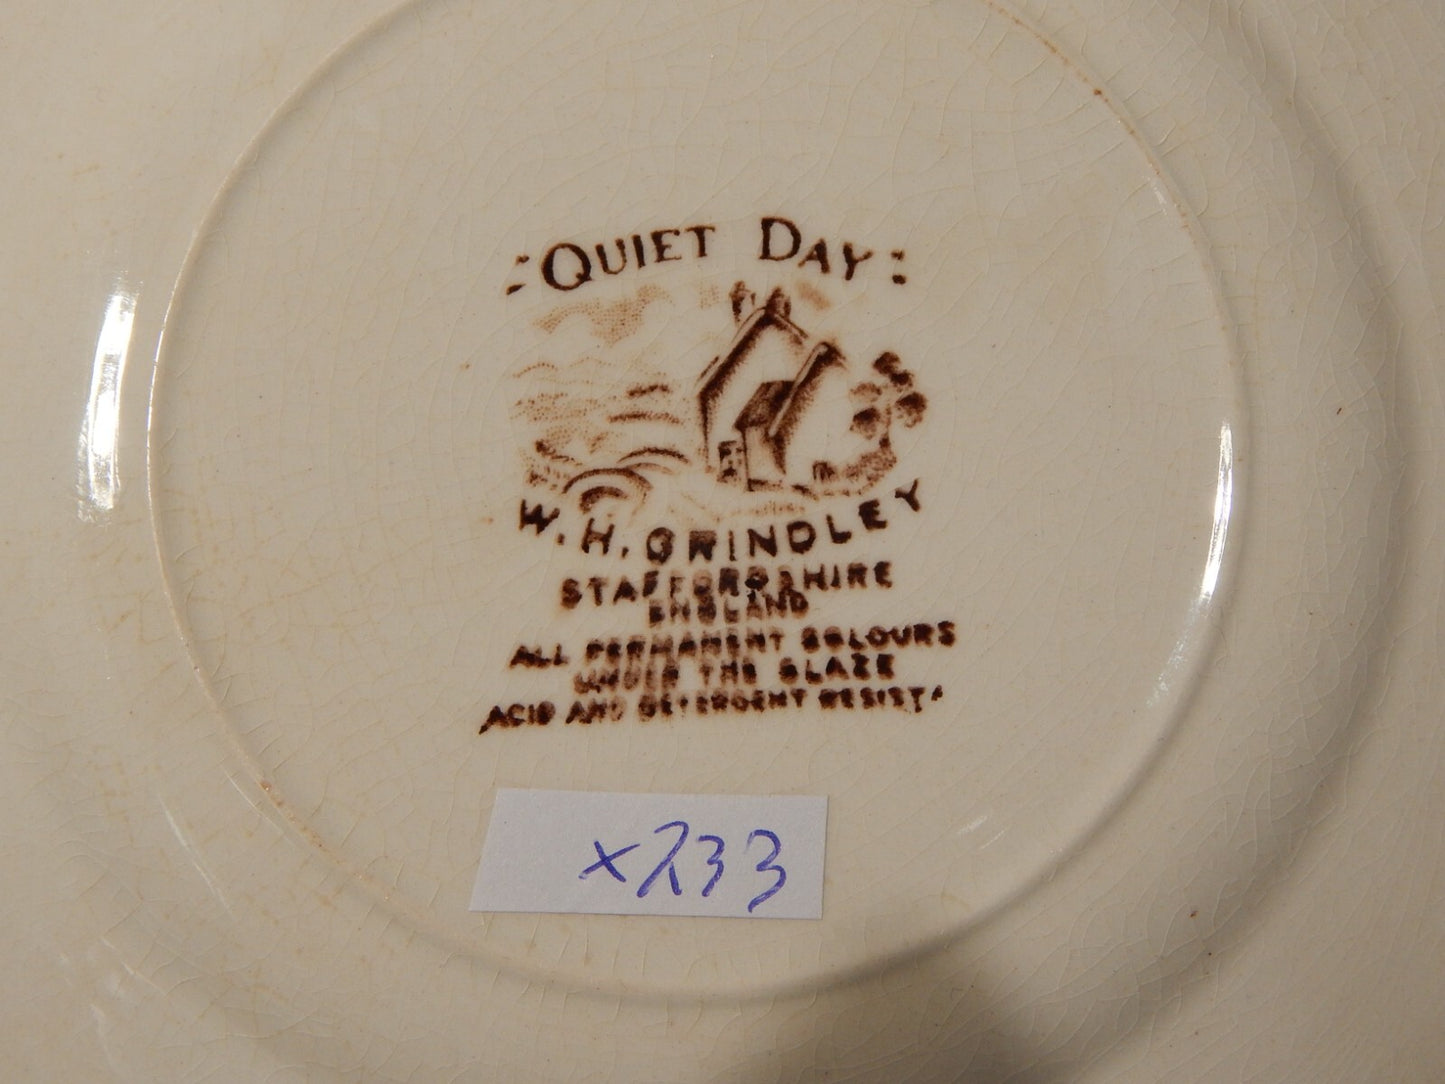 QUIET DAY
W.H. GRINDLEY
STAFFORDSHIRE
ENGLAND
ALL PERMANENT COLOURS
UNDER THE GLAZE
ACID AND DETERGENT RESIST
x233